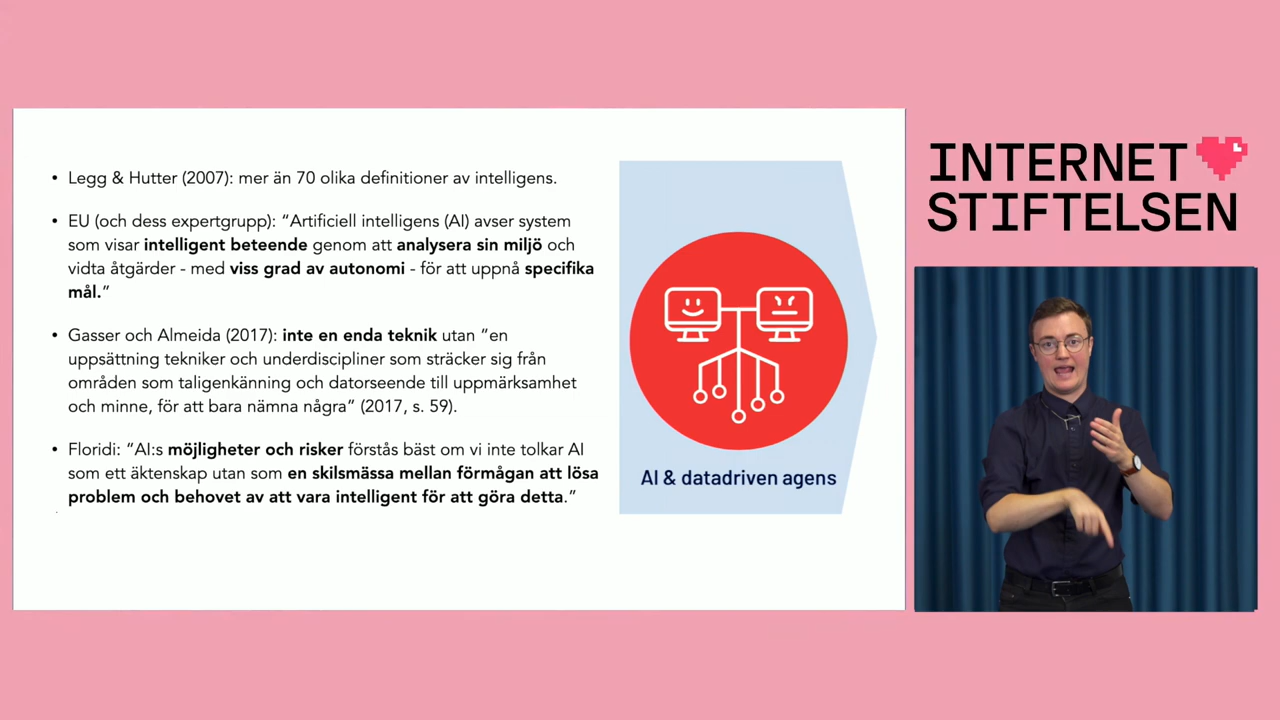 • Legg & Hutter (2007): mer än 70 olika definitioner av intelligens.
• EU (och dess expertgrupp): “Artificiell intelligens (AI) avser system
som visar intelligent beteende genom att analysera sin miljö och
vidta åtgärder - med viss grad av autonomi - för att uppnå specifika
mål.”
• Gasser och Almeida (2017): inte en enda teknik utan “en
uppsättning tekniker och underdiscipliner som sträcker sig från
områden som taligenkänning och datorseende till uppmärksamhet
och minne, för att bara nämna några” (2017, s. 59).
• Floridi: “AI:s möjligheter och risker förstås bäst om vi inte tolkar AI
som ett äktenskap utan som en skilsmässa mellan förmågan att lösa
problem och behovet av att vara intelligent för att göra detta.”
AI & datadriven agens
INTERNET
STIFTELSEN